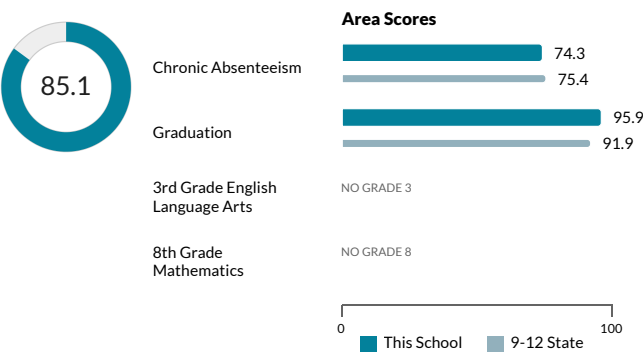 Area Scores
85.1
Chronic Absenteeism
74.3
75.4
Graduation
95.9
91.9
3rd Grade English
Language Arts
NO GRADE 3
8th Grade
Mathematics
NO GRADE 8
0
100
This School
9-12 State